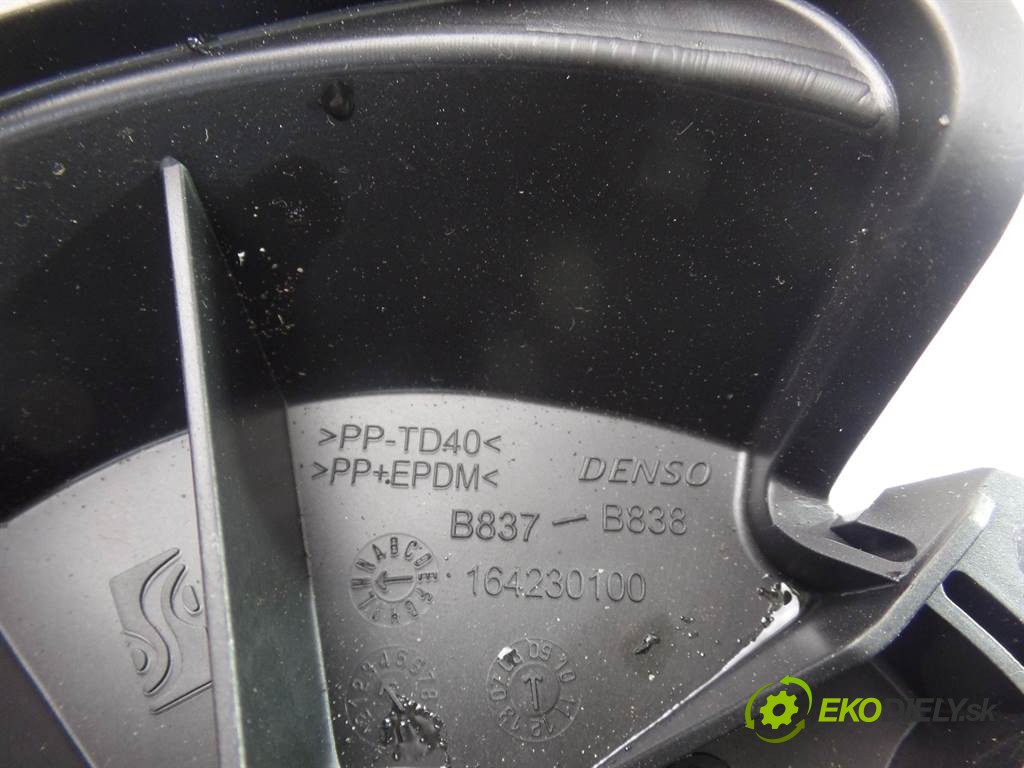 >PP-TD40<
>PP+EPDM<
DENSO
B837 — B838
164230100
EKODIELY.sk